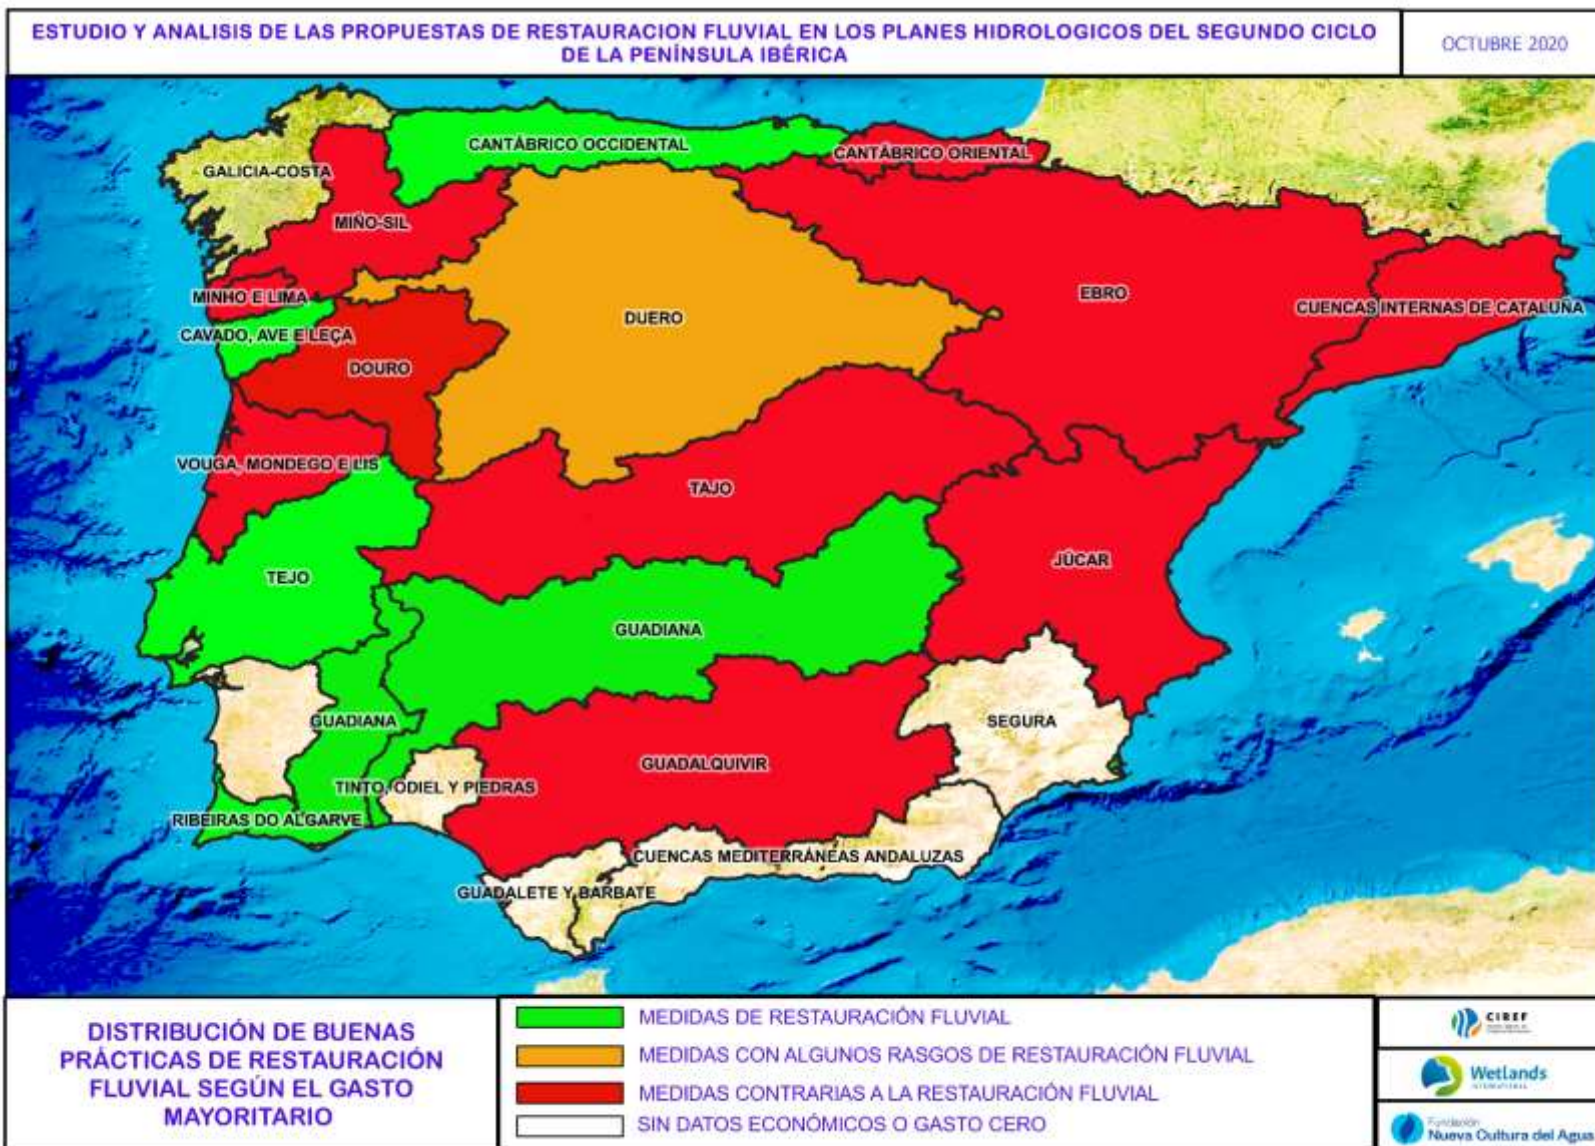 ESTUDIO Y ANALISIS DE LAS PROPUESTAS DE RESTAURACION FLUVIAL EN LOS PLANES HIDROLOGICOS DEL SEGUNDO CICLO
DE LA PENÍNSULA IBÉRICA
OCTUBRE 2020
CANTÁBRICO OCCIDENTAL
CANTÁBRICO ORIENTAL
GALICIA-COSTA
MIÑO-SIL
MINHO E LIMA
EBRO
CUENCAS INTERNAS DE CATALUÑA
DUERO
CAVADO, AVE E LEÇA
DOURO
VOUGA, MONDEGO E LIS
TAJO
JÚCAR
TEJO
GUADIANA
GUADIANA
SEGURA
GUADALQUIVIR
TINTO, ODIEL Y PIEDRAS
RIBEIRAS DO ALGARVE
CUENCAS MEDITERRÁNEAS ANDALUZAS
GUADALETE Y BARBATE
DISTRIBUCIÓN DE BUENAS
PRÁCTICAS DE RESTAURACIÓN
FLUVIAL SEGÚN EL GASTO
MAYORITARIO
MEDIDAS DE RESTAURACIÓN FLUVIAL
MEDIDAS CON ALGUNOS RASGOS DE RESTAURACIÓN FLUVIAL
MEDIDAS CONTRARIAS A LA RESTAURACIÓN FLUVIAL
SIN DATOS ECONÓMICOS O GASTO CERO
CIREF
Wetlands
INTERNATIONAL
Fundación
Nueva Cultura del Agua